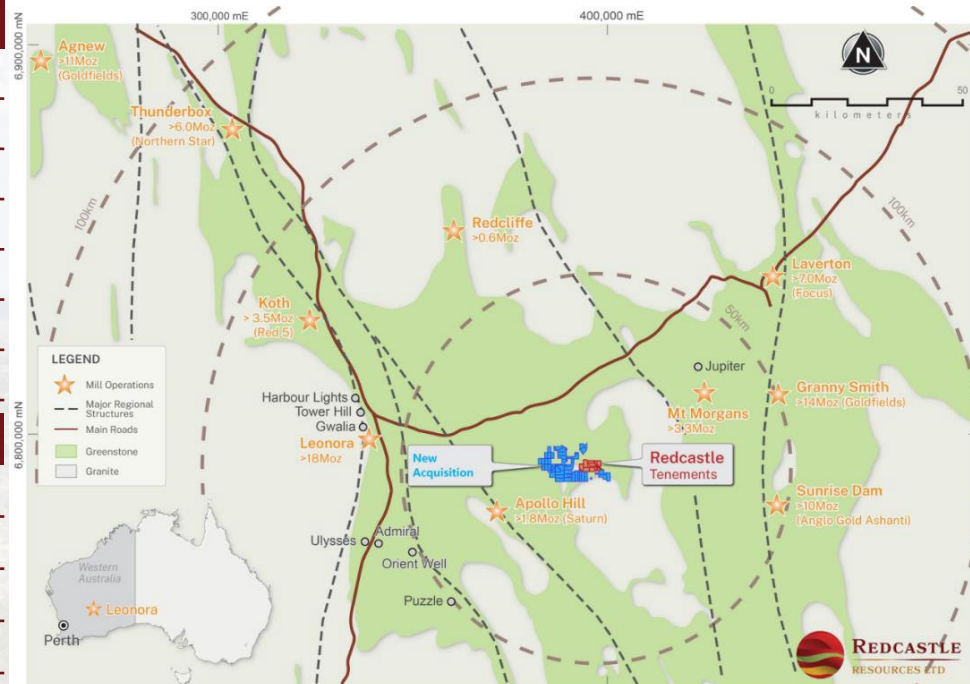 300,000 mE
400,000 mE
6,900,000 mN
Agnew
>11Moz
(Goldfields)
Thunderbox
>6.0Moz
(Northern Star)
N
0
50
kilometers
100km
100km
Redcliffe
>0.6Moz
Laverton
>7.0Moz
(Focus)
Koth
> 3.5Moz
(Red 5)
50km
LEGEND
Mill Operations
Major Regional
Structures
Main Roads
Greenstone
Granite
Jupiter
Harbour Lights
Tower Hill
Gwalia
Mt Morgans
>3.3Moz
Granny Smith
>14Moz (Goldfields)
6,800,000 mN
Leonora
>18Moz
New
Acquisition
Redcastle
Tenements
Apollo Hill
>1.8Moz (Saturn)
Sunrise Dam
>10Moz
(Anglo Gold Ashanti)
Ulysses
Admiral
Orient Well
Puzzle
Western
Australia
Leonora
Perth
REDCASTLE
RESOURCES LTD